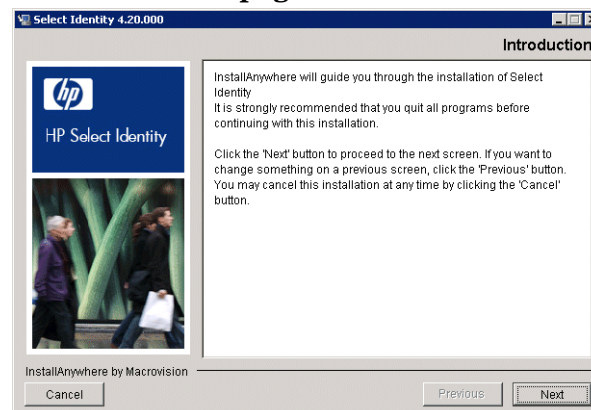 Select Identity 4.20.000
Introduction
hp
HP Select Identity
InstallAnywhere will guide you through the installation of Select
Identity
It is strongly recommended that you quit all programs before
continuing with this installation.
Click the 'Next' button to proceed to the next screen. If you want to
change something on a previous screen, click the 'Previous' button.
You may cancel this installation at any time by clicking the 'Cancel'
button.
InstallAnywhere by Macrovision
Cancel
Previous
Next